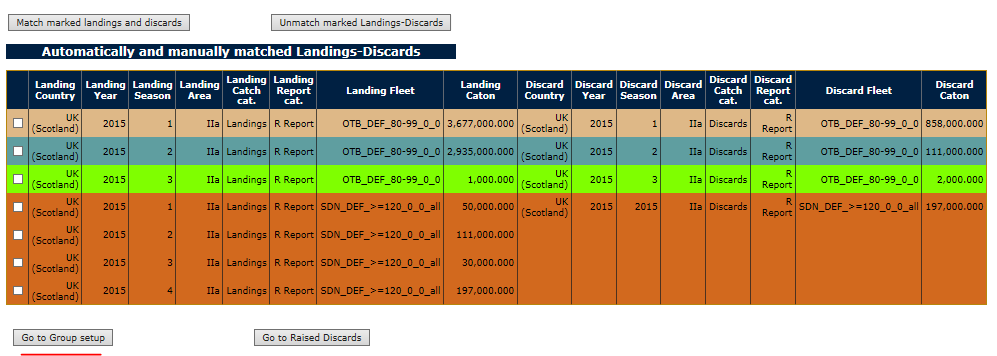 Match marked landings and discards Unmatch marked Landings-Discards
Automatically and manually matched Landings-Discards
Landing Country Landing Year Landing Season Landing Area Landing Catch cat. Landing Report cat. Landing Fleet Landing Caton Discard Country Discard Year Discard Season Discard Area Discard Catch cat. Discard Report cat. Discard Fleet Discard Caton
UK (Scotland) 2015 1 IIa Landings R Report OTB_DEF_80-99_0_0 3,677,000.000 UK (Scotland) 2015 1 IIa Discards R Report OTB_DEF_80-99_0_0 858,000.000
UK (Scotland) 2015 2 IIa Landings R Report OTB_DEF_80-99_0_0 2,935,000.000 UK (Scotland) 2015 2 IIa Discards R Report OTB_DEF_80-99_0_0 111,000.000
UK (Scotland) 2015 3 IIa Landings R Report OTB_DEF_80-99_0_0 1,000.000 UK (Scotland) 2015 3 IIa Discards R Report OTB_DEF_80-99_0_0 2,000.000
UK (Scotland) 2015 1 IIa Landings R Report SDN_DEF_>=120_0_0_all 50,000.000 UK (Scotland) 2015 2015 IIa Discards R Report SDN_DEF_>=120_0_0_all 197,000.000
UK (Scotland) 2015 2 IIa Landings R Report SDN_DEF_>=120_0_0_all 111,000.000
UK (Scotland) 2015 3 IIa Landings R Report SDN_DEF_>=120_0_0_all 30,000.000
UK (Scotland) 2015 4 IIa Landings R Report SDN_DEF_>=120_0_0_all 197,000.000
Go to Group setup Go to Raised Discards